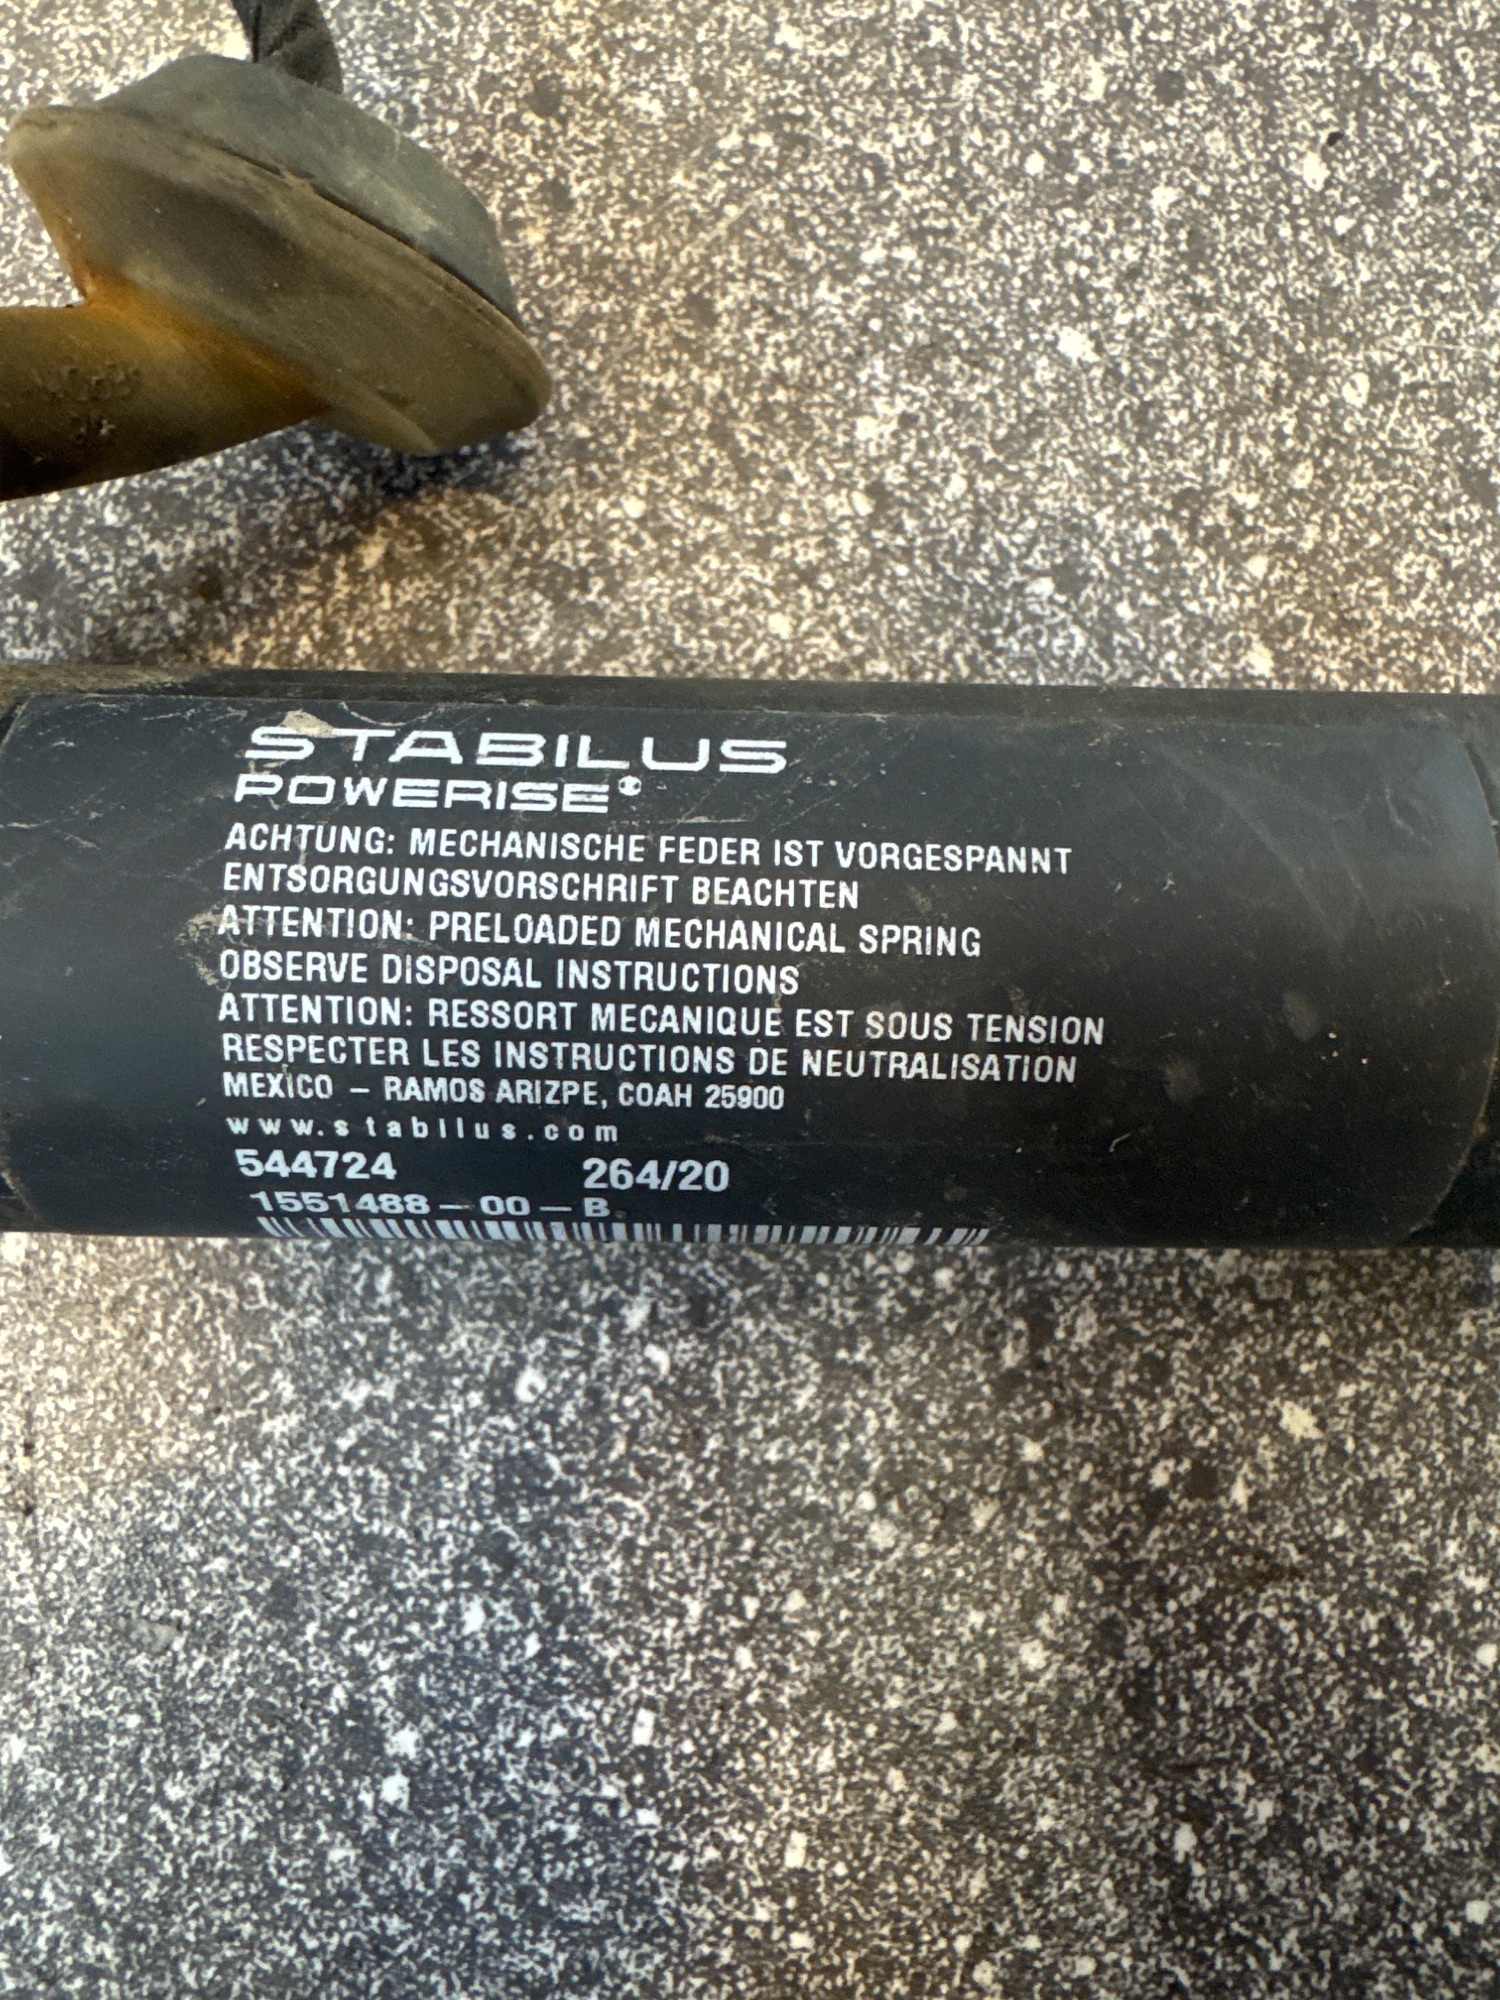 STABILUS
POWERISE®
ACHTUNG: MECHANISCHE FEDER IST VORGESPANNT
ENTSORGUNGSVORSCHRIFT BEACHTEN
ATTENTION: PRELOADED MECHANICAL SPRING
OBSERVE DISPOSAL INSTRUCTIONS
ATTENTION: RESSORT MECANIQUE EST SOUS TENSION
RESPECTER LES INSTRUCTIONS DE NEUTRALISATION
MEXICO – RAMOS ARIZPE, COAH 25900
www.stabilus.com
544724 264/20
1551488-00-B